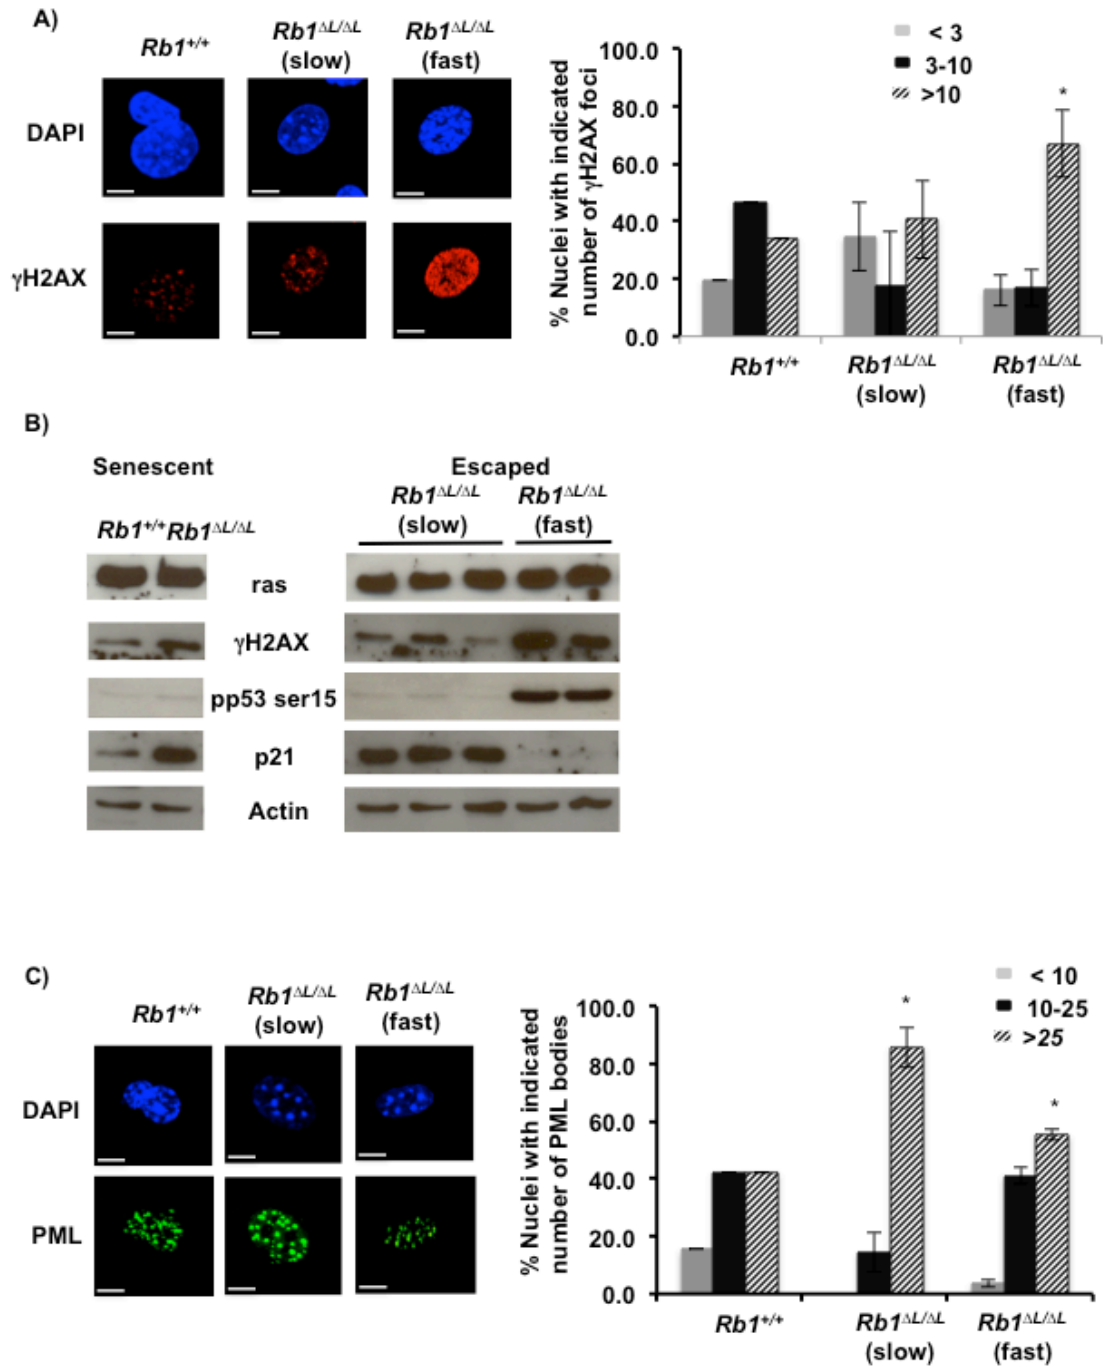 A)
Rb1+/+
Rb1ΔL/ΔL
(slow)
Rb1ΔL/ΔL
(fast)
DAPI
γH2AX
% Nuclei with indicated
number of γH2AX foci
100.0
80.0
60.0
40.0
20.0
0.0
< 3
3-10
>10
*
Rb1+/+
Rb1ΔL/ΔL
(slow)
Rb1ΔL/ΔL
(fast)
B)
Senescent
Escaped
Rb1+/+ Rb1ΔL/ΔL
Rb1ΔL/ΔL
(slow)
Rb1ΔL/ΔL
(fast)
ras
γH2AX
pp53 ser15
p21
Actin
C)
Rb1+/+
Rb1ΔL/ΔL
(slow)
Rb1ΔL/ΔL
(fast)
DAPI
PML
% Nuclei with indicated
number of PML bodies
100.0
80.0
60.0
40.0
20.0
0.0
< 10
10-25
>25
*
*
Rb1+/+
Rb1ΔL/ΔL
(slow)
Rb1ΔL/ΔL
(fast)